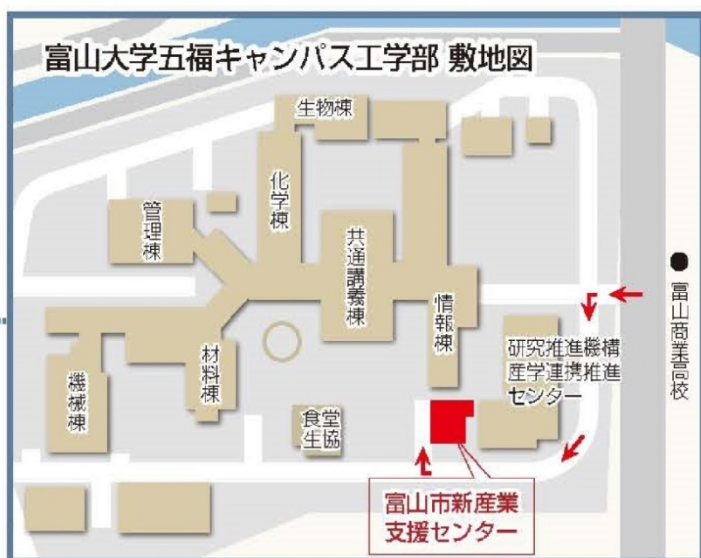 富山大学五福キャンパス工学部 敷地図
生物棟
化学棟
管理棟
共通講義棟
情報棟
富山商業高校
研究推進機構
産学連携推進
センター
材料棟
機械棟
食堂
生協
富山市新産業
支援センター